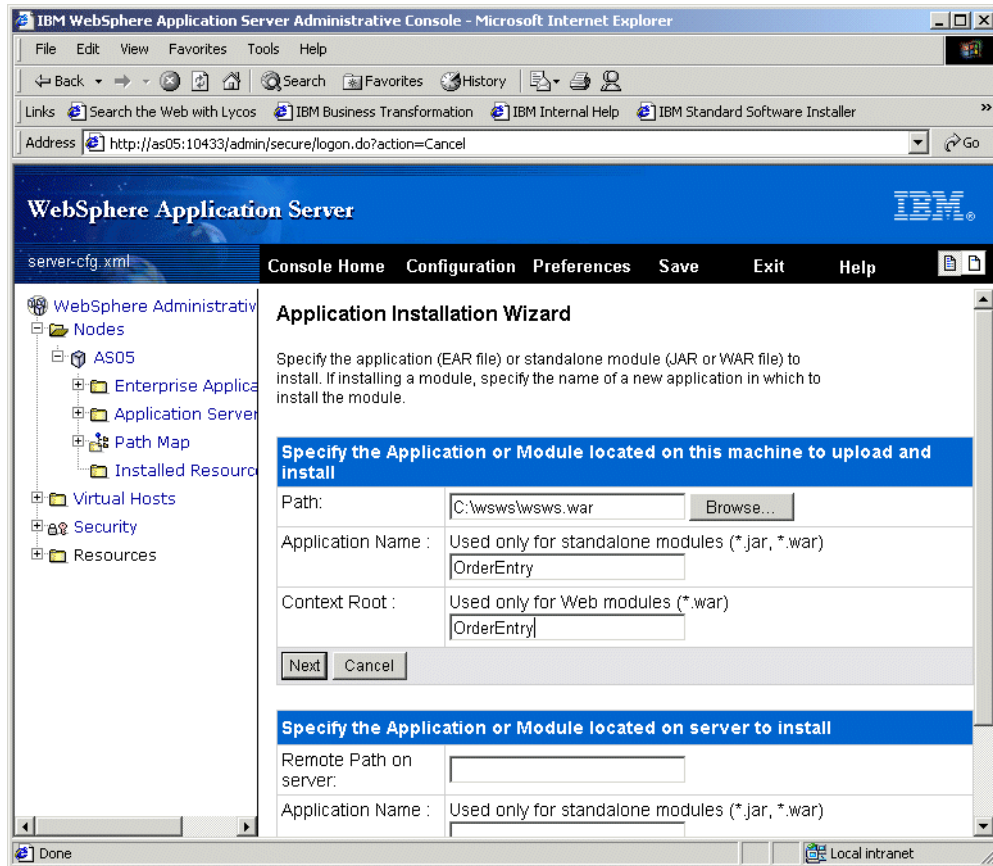 IBM WebSphere Application Server Administrative Console - Microsoft Internet Explorer
File Edit View Favorites Tools Help
Back Search Favorites History
Links Search the Web with Lycos IBM Business Transformation IBM Internal Help IBM Standard Software Installer »
Address http://as05:10433/admin/secure/logon.do?action=Cancel Go
WebSphere Application Server IBM®
server-cfg.xml Console Home Configuration Preferences Save Exit Help
WebSphere Administrativ
Nodes
AS05
Enterprise Applica
Application Server
Path Map
Installed Resourc
Virtual Hosts
Security
Resources
Application Installation Wizard
Specify the application (EAR file) or standalone module (JAR or WAR file) to
install. If installing a module, specify the name of a new application in which to
install the module.
Specify the Application or Module located on this machine to upload and
install
Path: C:\wsws\wsws.war Browse...
Application Name : Used only for standalone modules (*.jar, *.war)
OrderEntry
Context Root : Used only for Web modules (*.war)
OrderEntry
Next Cancel
Specify the Application or Module located on server to install
Remote Path on
server:
Application Name : Used only for standalone modules (*.jar, *.war)
Done Local intranet